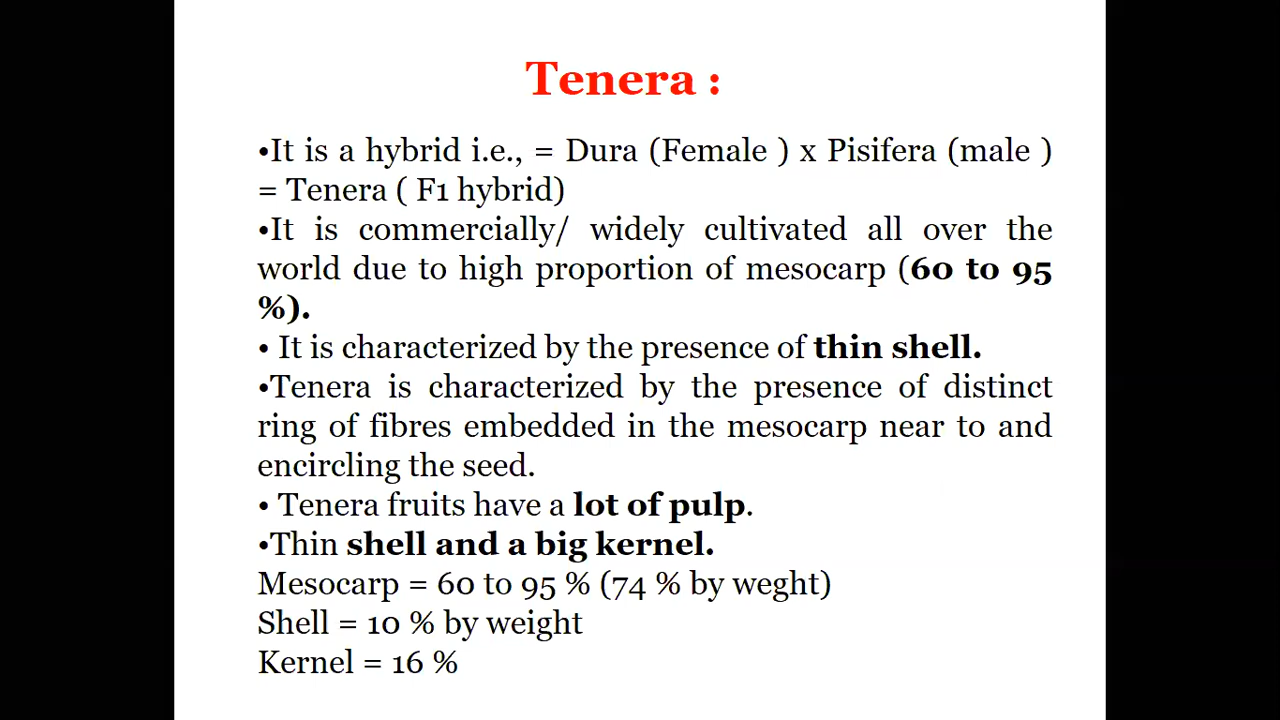 Tenera :
•It is a hybrid i.e., = Dura (Female ) x Pisifera (male )
= Tenera ( F1 hybrid)
•It is commercially/ widely cultivated all over the
world due to high proportion of mesocarp (60 to 95
%).
• It is characterized by the presence of thin shell.
•Tenera is characterized by the presence of distinct
ring of fibres embedded in the mesocarp near to and
encircling the seed.
• Tenera fruits have a lot of pulp.
•Thin shell and a big kernel.
Mesocarp = 60 to 95 % (74 % by weght)
Shell = 10 % by weight
Kernel = 16 %